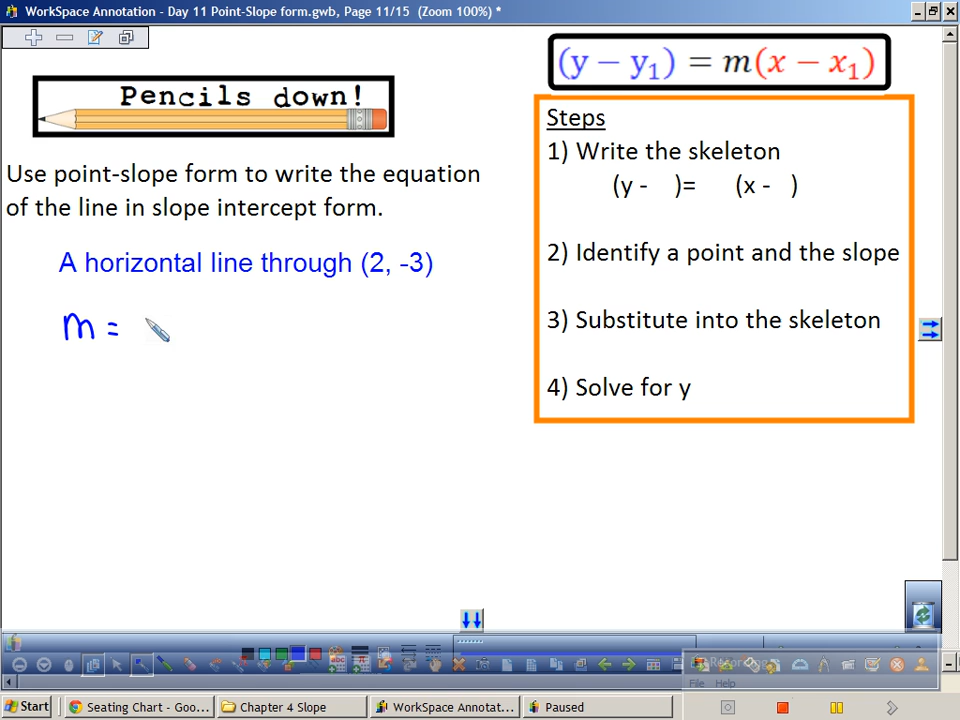 WorkSpace Annotation - Day 11 Point-Slope form.gwb, Page 11/15 (Zoom 100%) *
(y − y₁) = m(x − x₁)
Pencils down!
Steps
1) Write the skeleton
(y - )= (x - )
Use point-slope form to write the equation
of the line in slope intercept form.
2) Identify a point and the slope
A horizontal line through (2, -3)
3) Substitute into the skeleton
m =
4) Solve for y
File Help
Start
Seating Chart - Goo...
Chapter 4 Slope
WorkSpace Annotat...
Paused